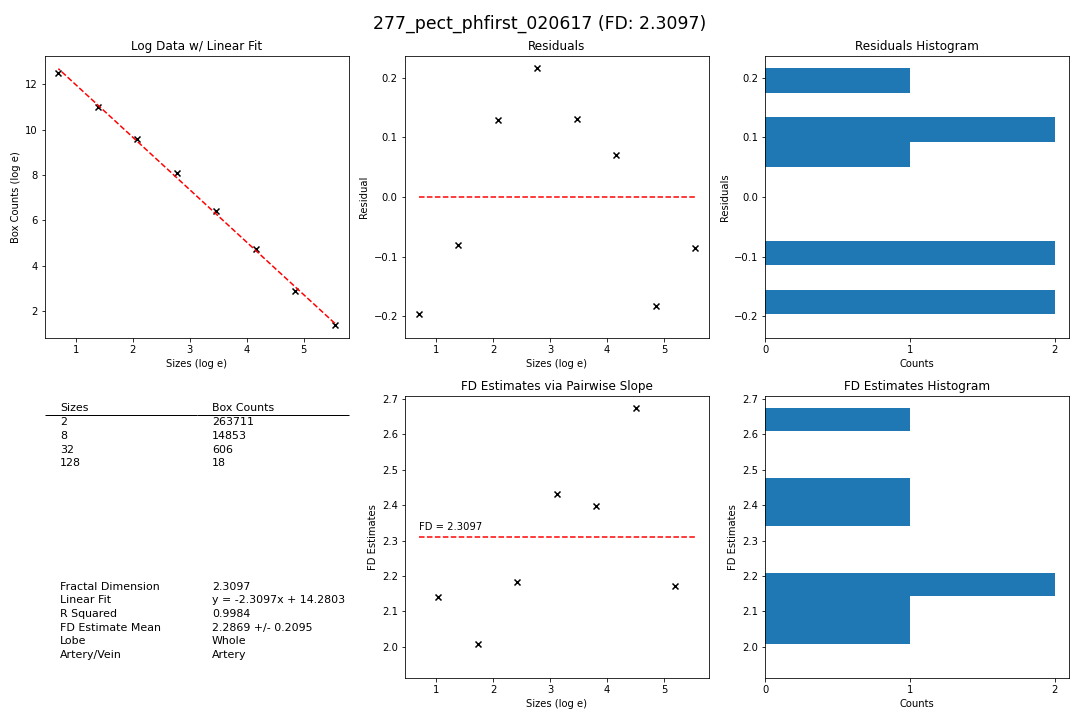 277_pect_phfirst_020617 (FD: 2.3097)
Log Data w/ Linear Fit
Box Counts (log e)
12
10
8
6
4
2
1 2 3 4 5
Sizes (log e)
Residuals
Residual
0.2
0.1
0.0
−0.1
−0.2
1 2 3 4 5
Sizes (log e)
Residuals Histogram
Residuals
0.2
0.1
0.0
−0.1
−0.2
0 1 2
Counts
Sizes Box Counts
2 263711
8 14853
32 606
128 18
Fractal Dimension 2.3097
Linear Fit y = -2.3097x + 14.2803
R Squared 0.9984
FD Estimate Mean 2.2869 +/- 0.2095
Lobe Whole
Artery/Vein Artery
FD Estimates via Pairwise Slope
FD Estimates
2.7
2.6
2.5
2.4
2.3
2.2
2.1
2.0
FD = 2.3097
1 2 3 4 5
Sizes (log e)
FD Estimates Histogram
FD Estimates
2.7
2.6
2.5
2.4
2.3
2.2
2.1
2.0
0 1 2
Counts